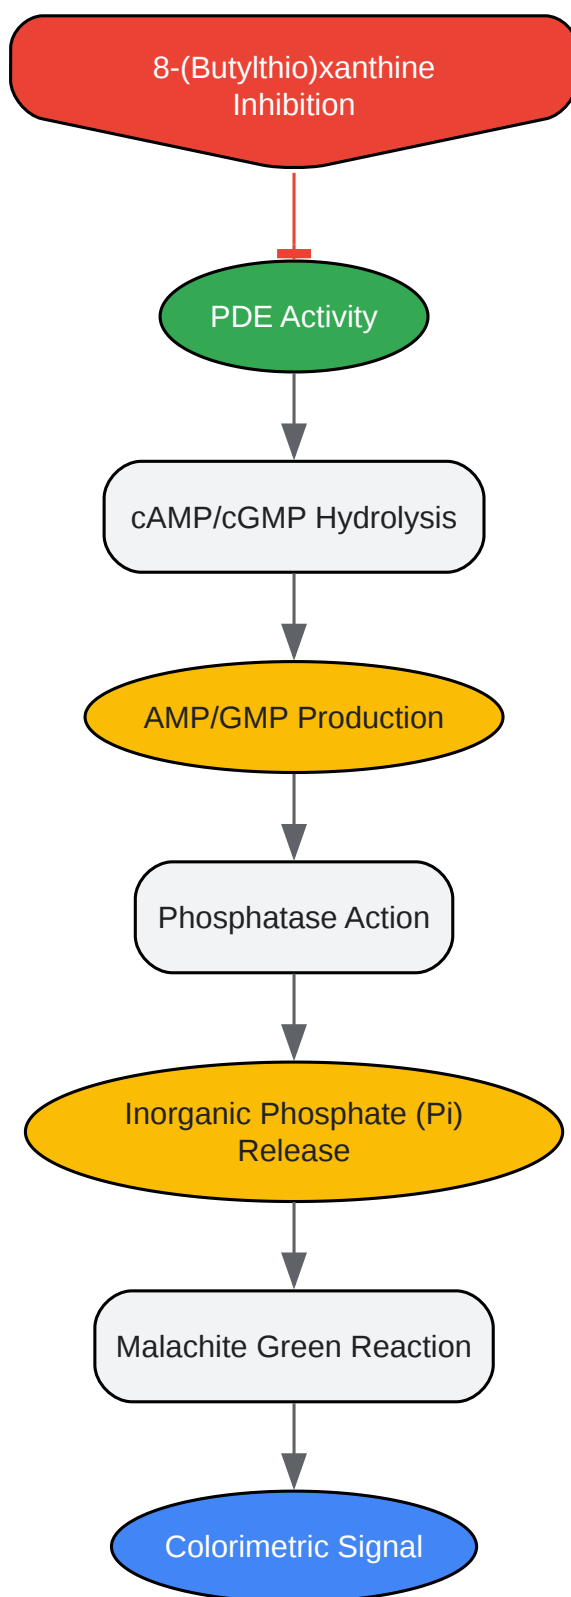 8-(Butylthio)xanthine
Inhibition
PDE Activity
cAMP/cGMP Hydrolysis
AMP/GMP Production
Phosphatase Action
Inorganic Phosphate (Pi)
Release
Malachite Green Reaction
Colorimetric Signal